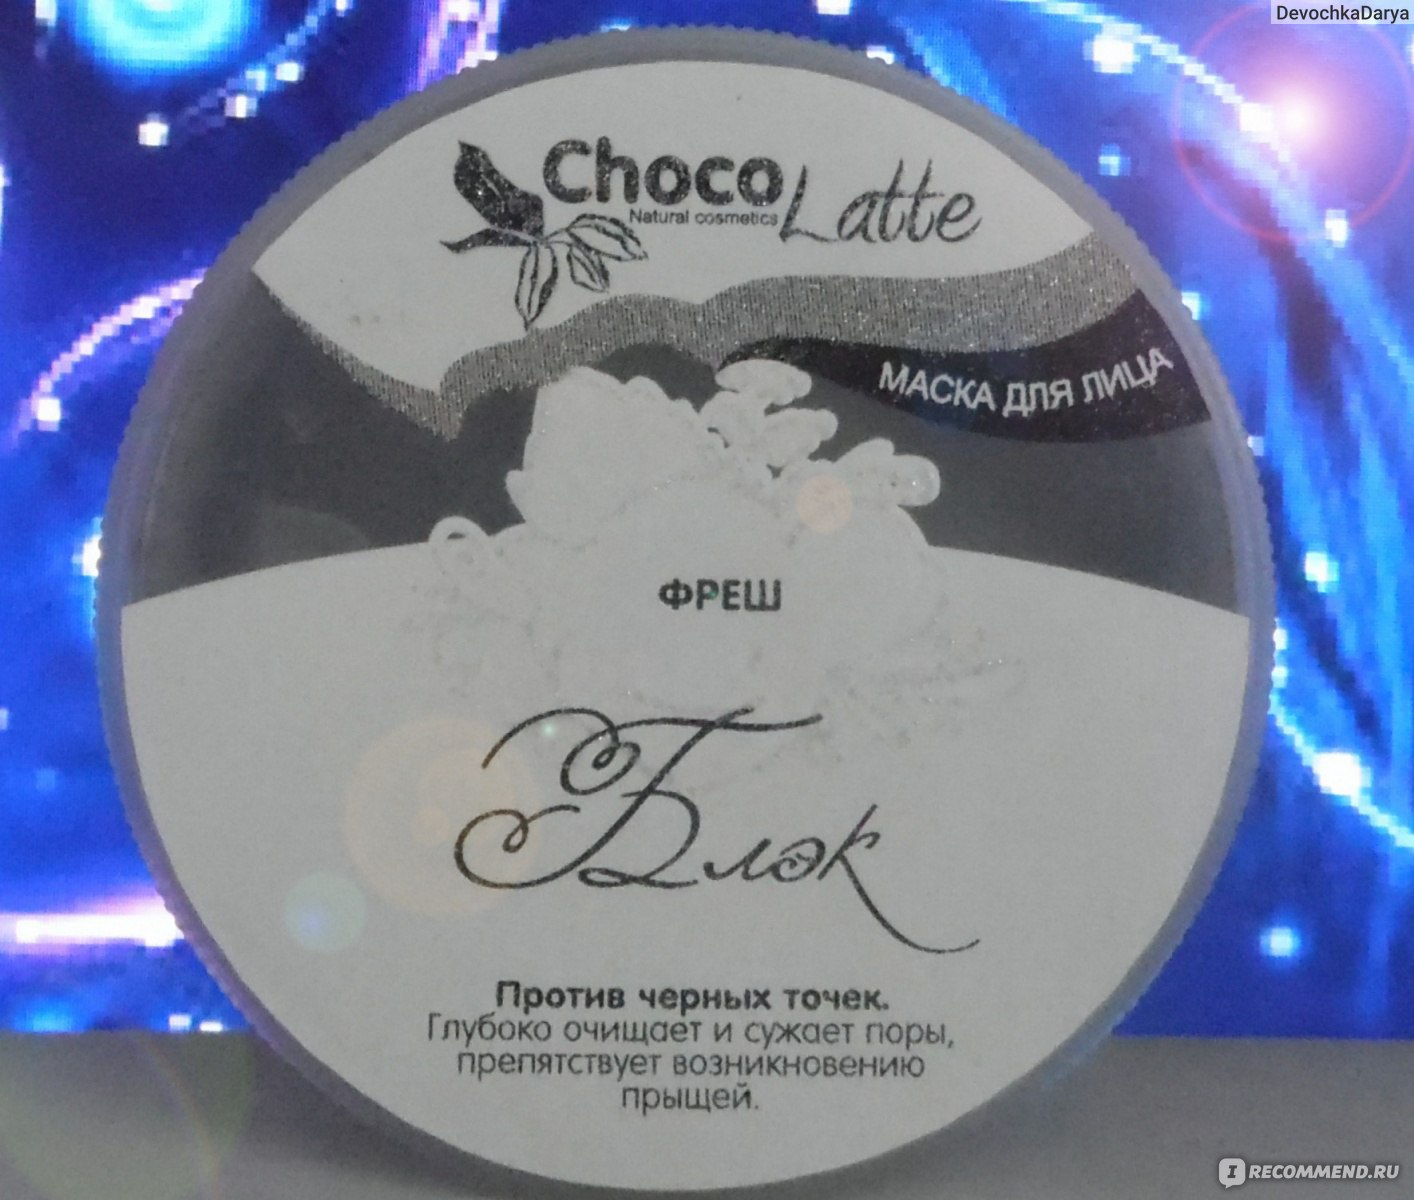 DevochkaDarya
Choco Latte
Natural cosmetics
МАСКА ДЛЯ ЛИЦА
ФРЕШ
Блэк
Против черных точек.
Глубоко очищает и сужает поры,
препятствует возникновению
прыщей.
IRECOMMEND.RU